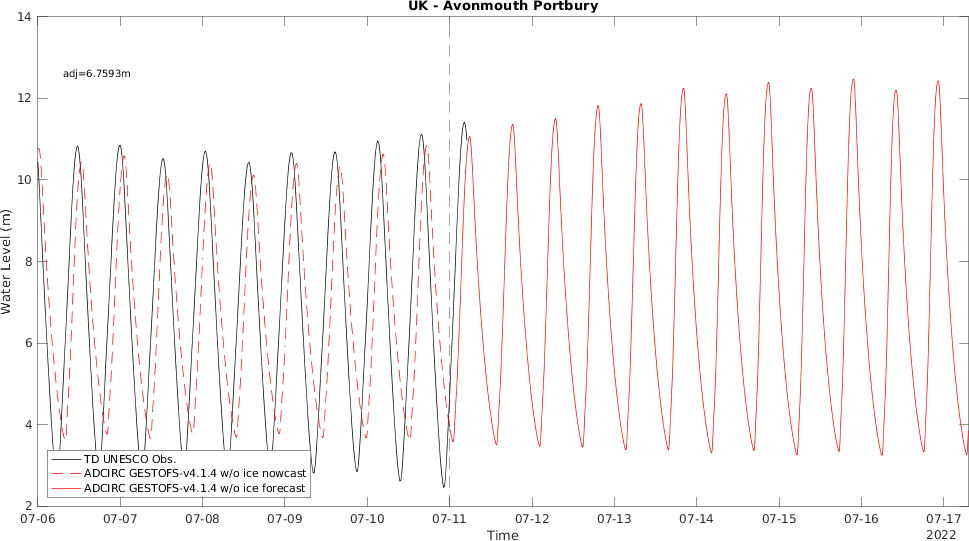 UK - Avonmouth Portbury
14
12
10
8
6
4
2
Water Level (m)
adj=6.7593m
TD UNESCO Obs.
ADCIRC GESTOFS-v4.1.4 w/o ice nowcast
ADCIRC GESTOFS-v4.1.4 w/o ice forecast
07-06 07-07 07-08 07-09 07-10 07-11 07-12 07-13 07-14 07-15 07-16 07-17
Time
2022